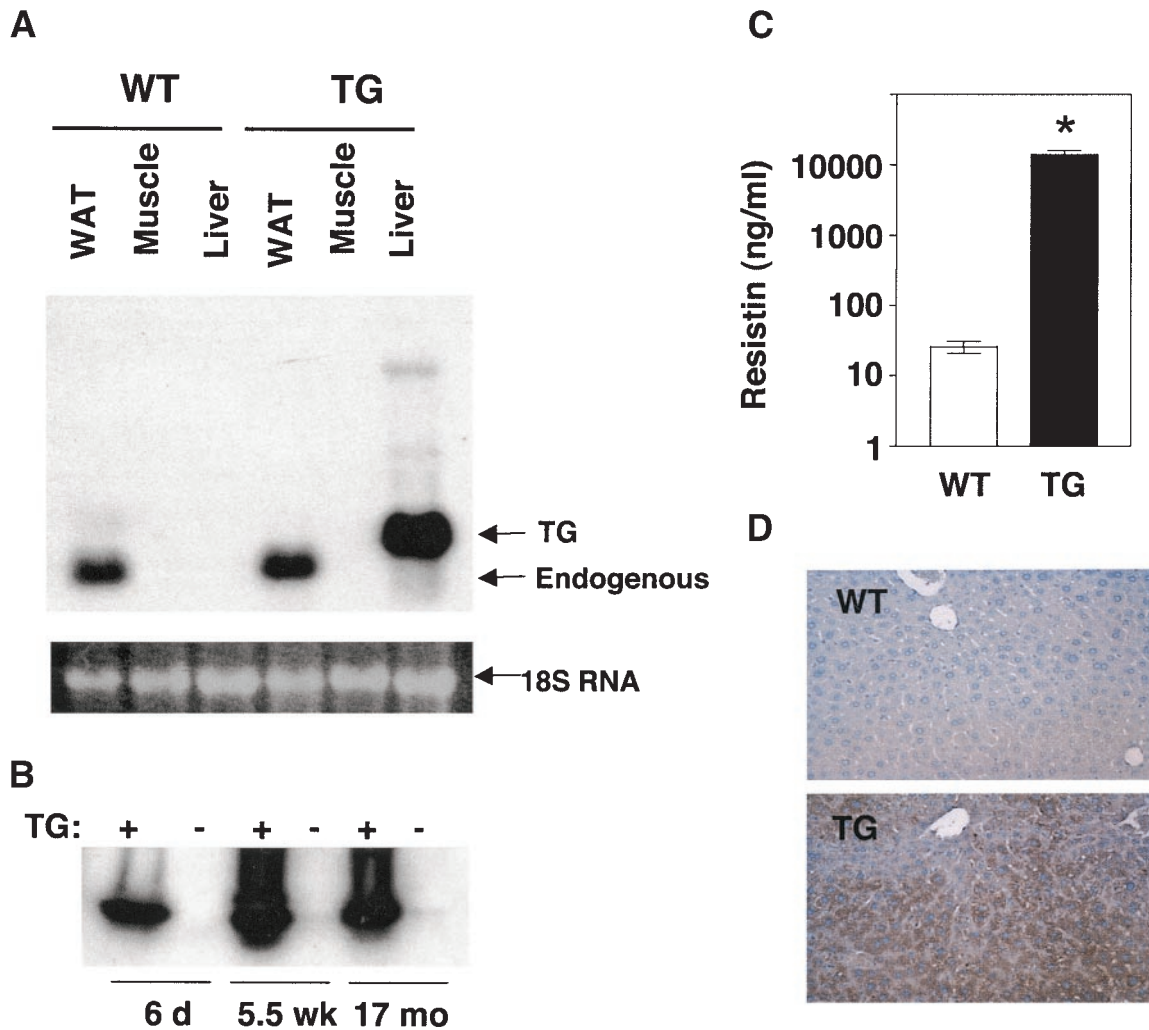 A
WT TG
WAT Muscle Liver WAT Muscle Liver
TG
Endogenous
18S RNA
B
TG: + - + - + -
6 d 5.5 wk 17 mo
C
*
Resistin (ng/ml)
10000
1000
100
10
1
WT TG
D
WT
TG